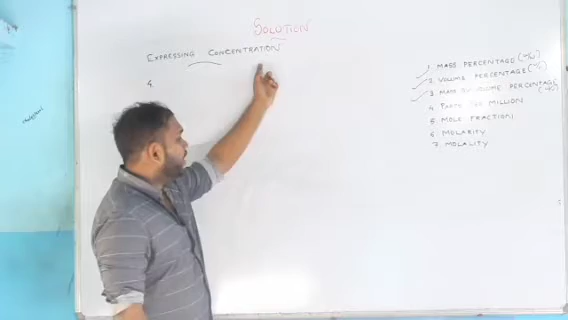 SOLUTION
EXPRESSING CONCENTRATION
4.
1. MASS PERCENTAGE (w/w)
2. VOLUME PERCENTAGE (v/v)
3. MASS BY VOLUME PERCENTAGE
(w/v)
4. PARTS PER MILLION
5. MOLE FRACTION
6. MOLARITY
7. MOLALITY